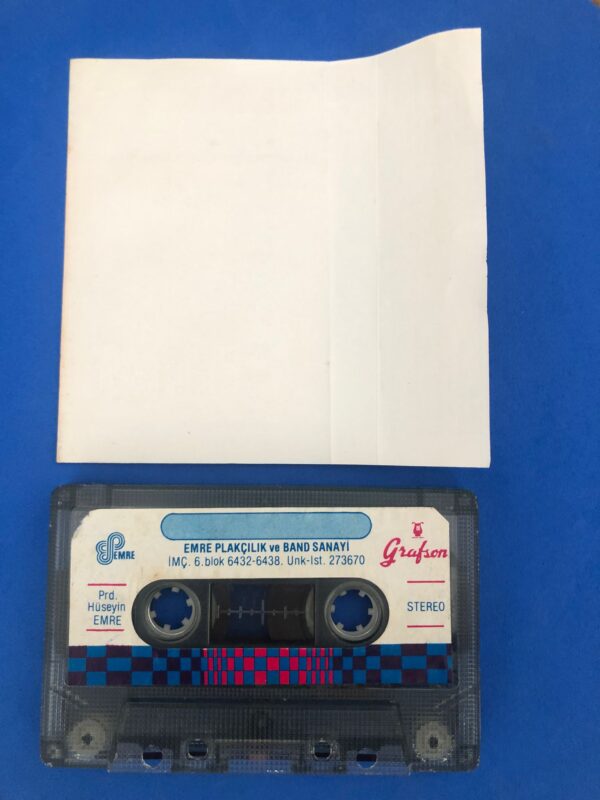 EMRE
EMRE PLAKÇILIK ve BAND SANAYİ
İMÇ. 6.blok 6432-6438. Unk-İst. 273670
Grafson
Prd.
Hüseyin
EMRE
STEREO